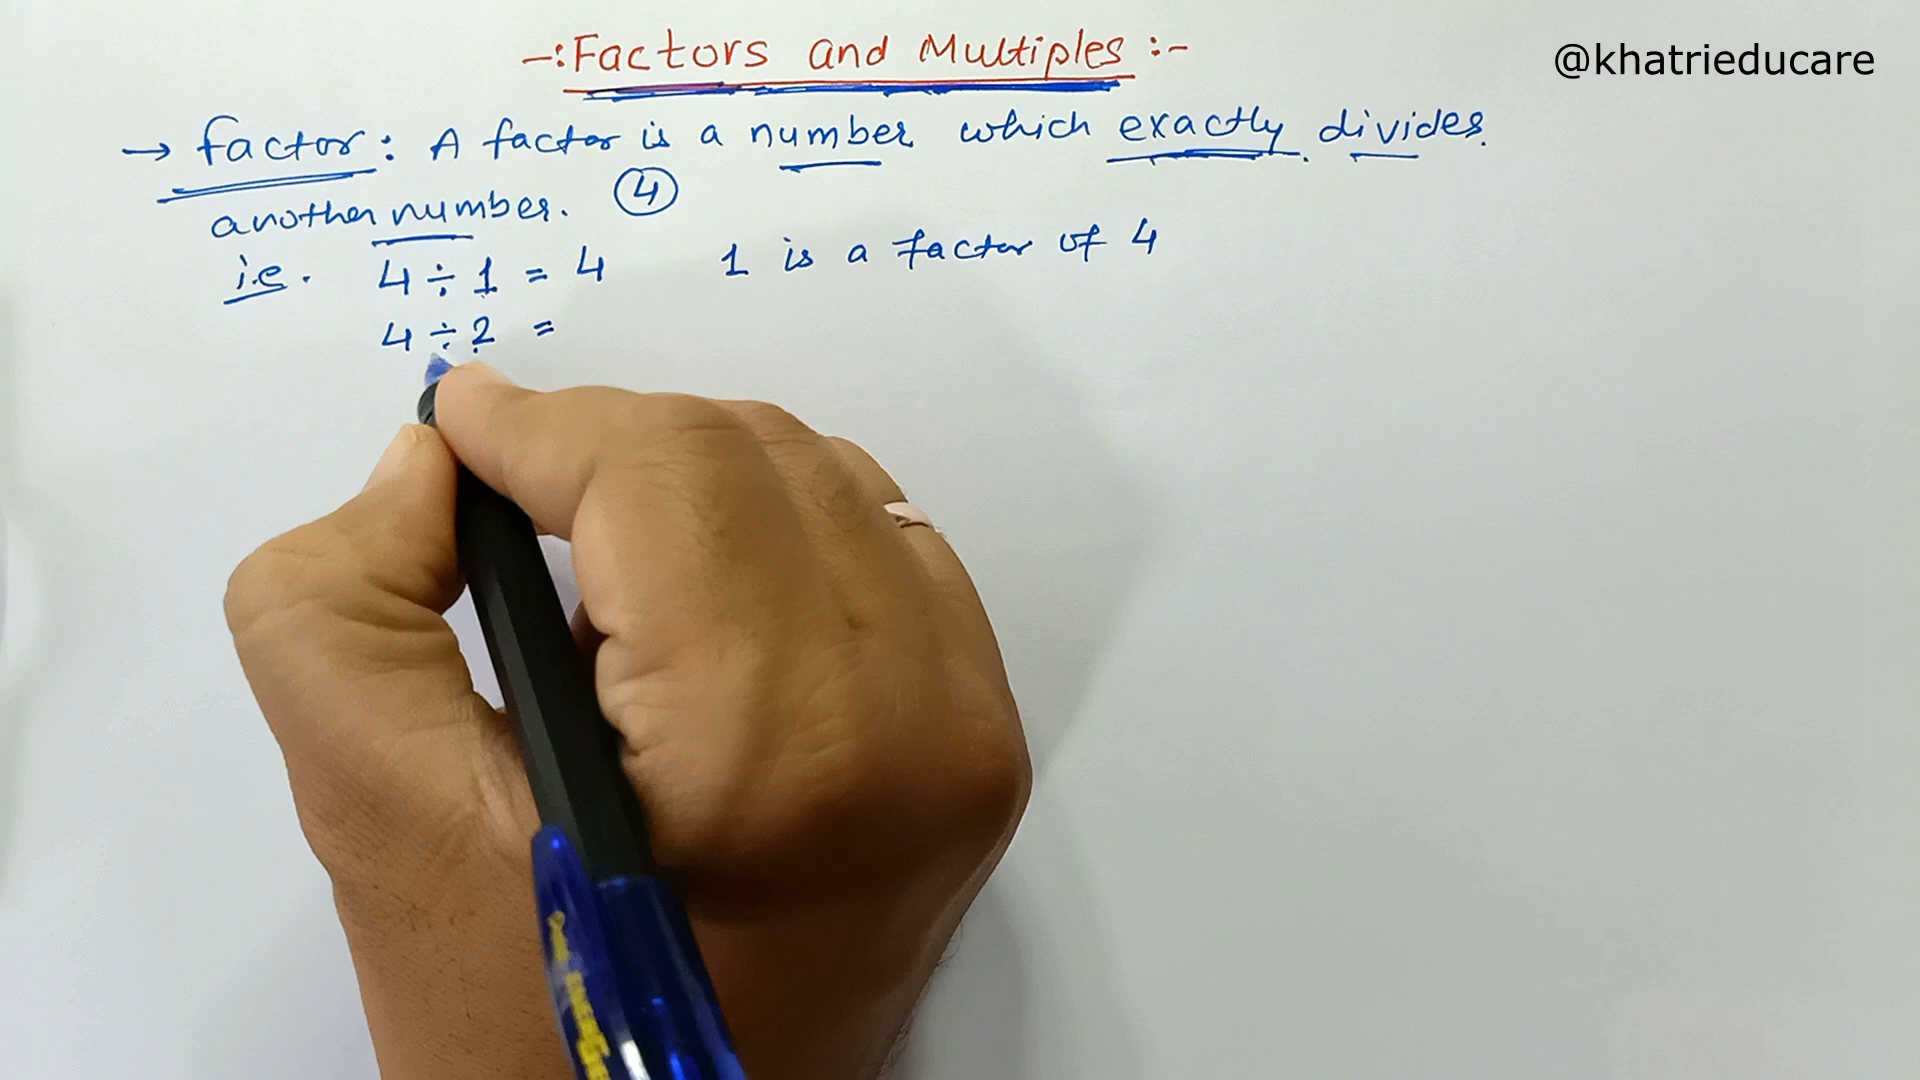 -: Factors and Multiples :-
@khatrieducare
→ factor : A factor is a number which exactly divides.
another number. 4
i.e. 4 ÷ 1 = 4 1 is a factor of 4
4 ÷ 2 =